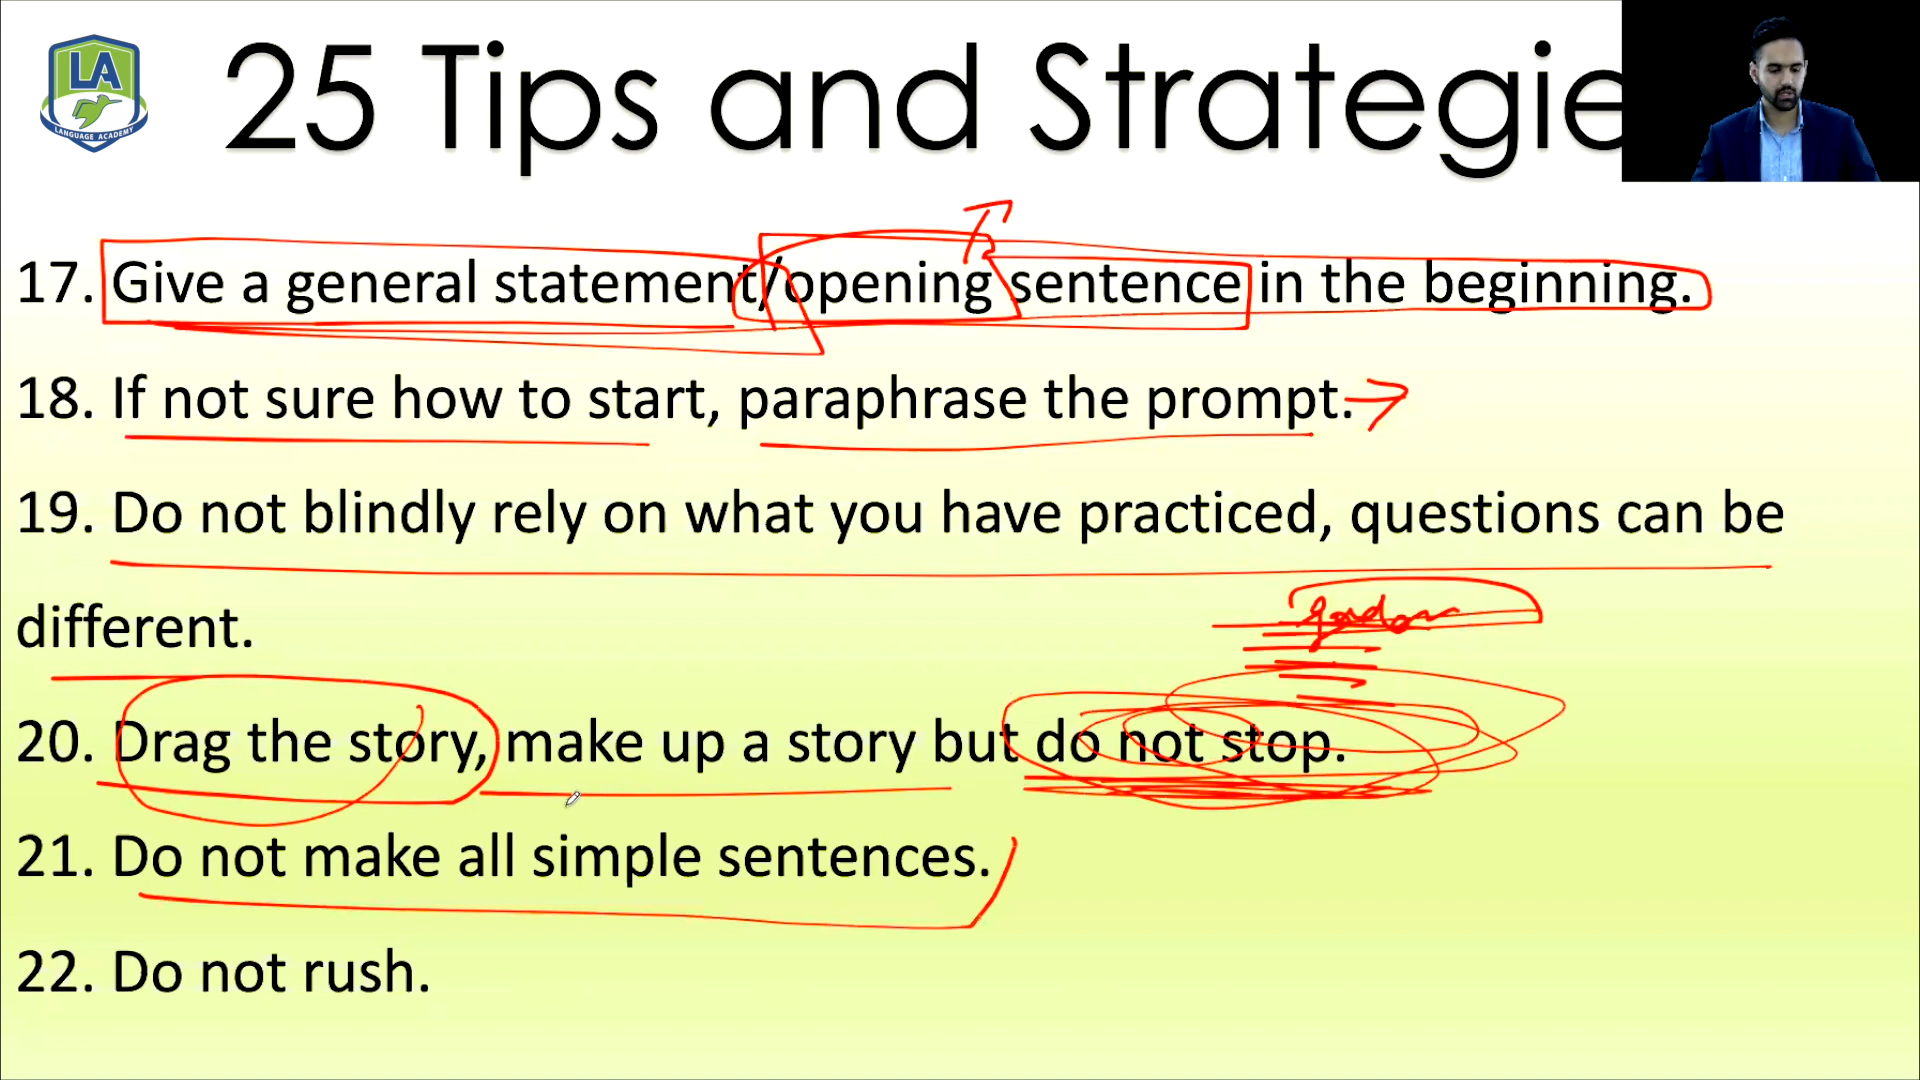 LA
LANGUAGE ACADEMY
25 Tips and Strategie
17. Give a general statement/opening sentence in the beginning.
18. If not sure how to start, paraphrase the prompt.
19. Do not blindly rely on what you have practiced, questions can be
different.
20. Drag the story, make up a story but do not stop.
21. Do not make all simple sentences.
22. Do not rush.